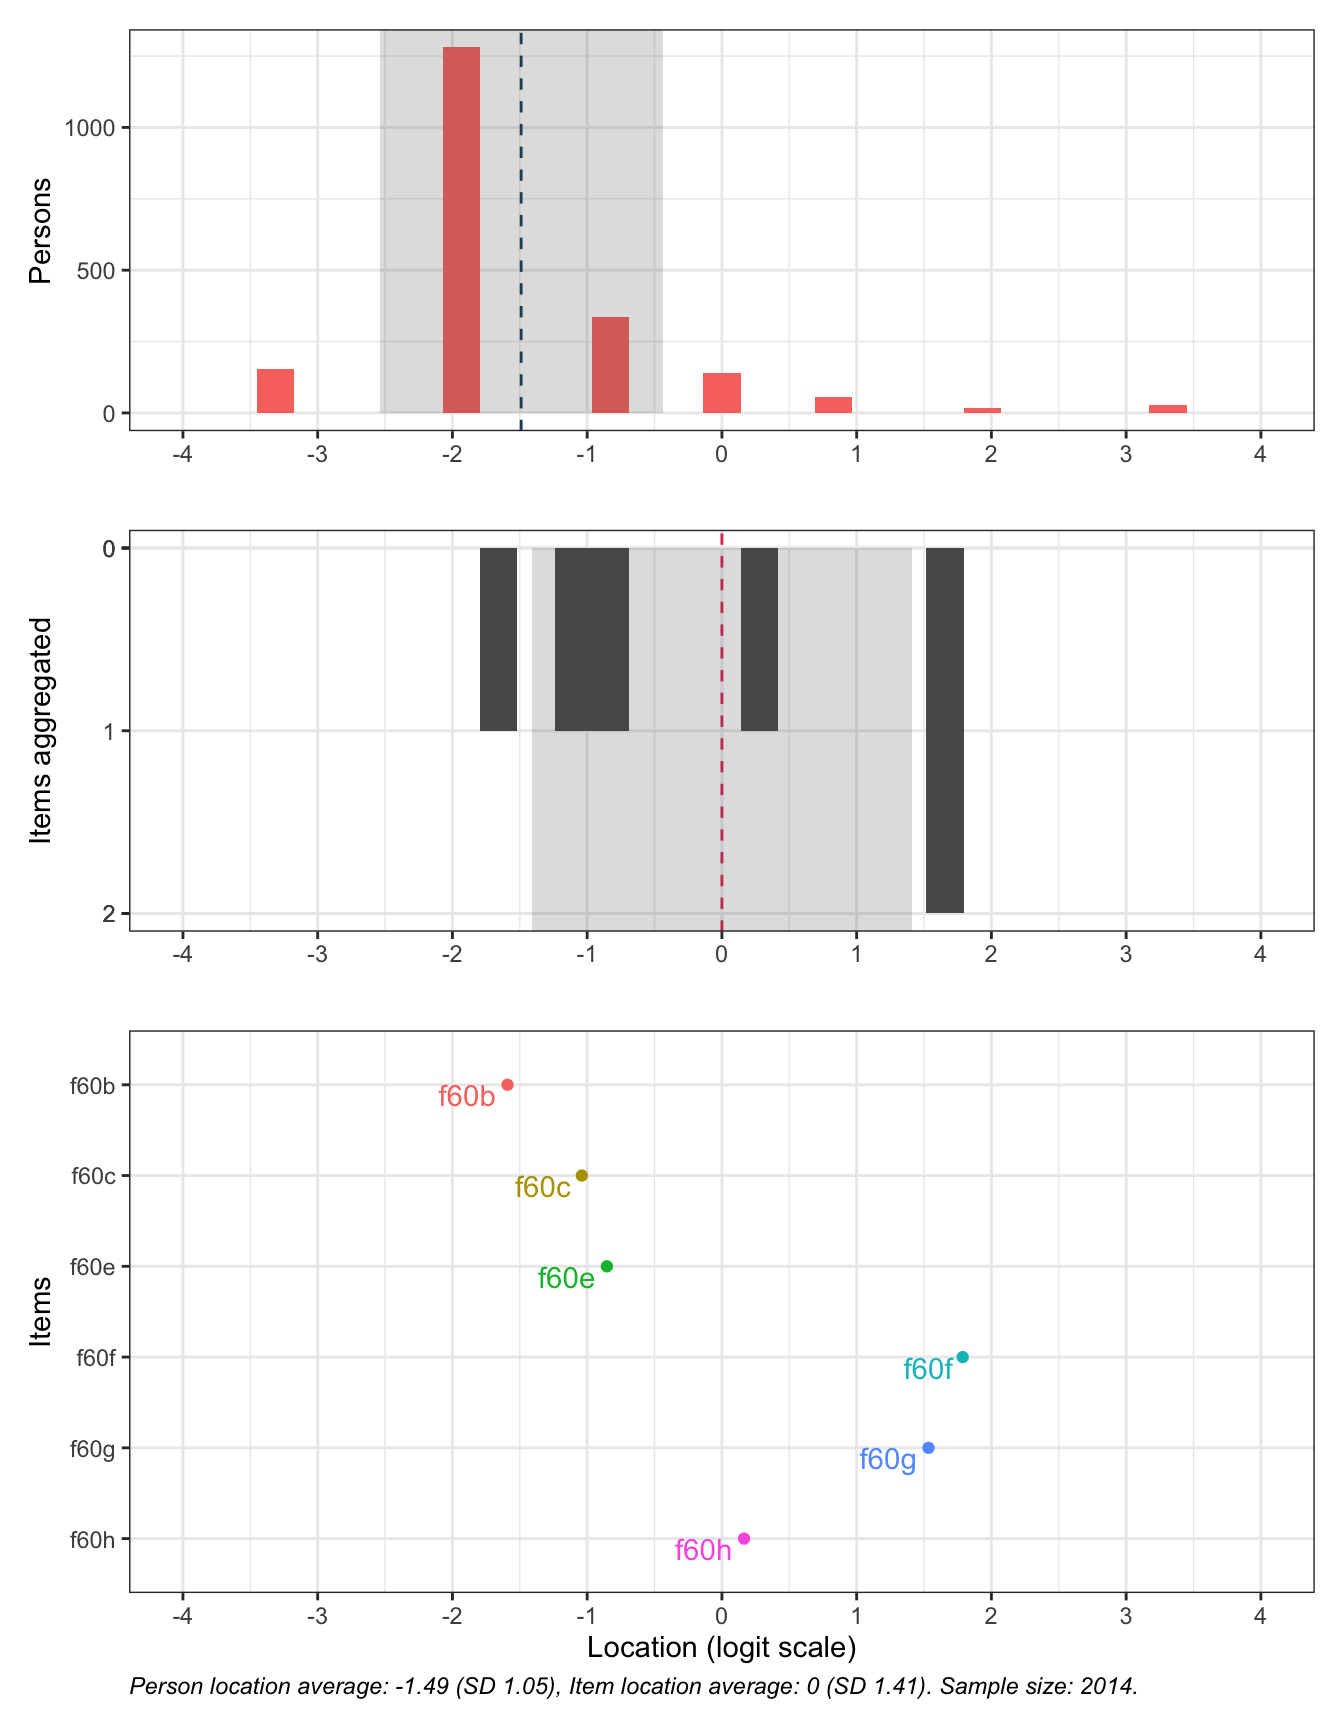 Persons
1000
500
0
-4 -3 -2 -1 0 1 2 3 4
Items aggregated
0
1
2
-4 -3 -2 -1 0 1 2 3 4
Items
f60b
f60b
f60c
f60c
f60e
f60e
f60f
f60f
f60g
f60g
f60h
f60h
-4 -3 -2 -1 0 1 2 3 4
Location (logit scale)
Person location average: -1.49 (SD 1.05), Item location average: 0 (SD 1.41). Sample size: 2014.